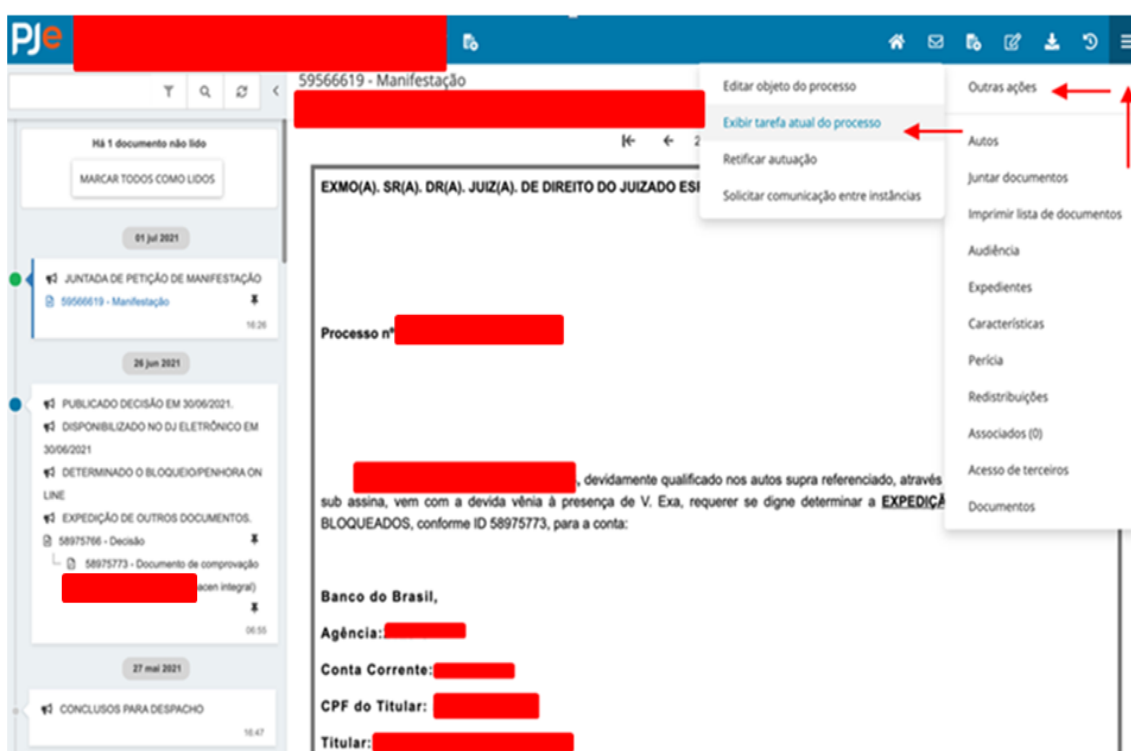 PJe
59566619 - Manifestação
Há 1 documento não lido
MARCAR TODOS COMO LIDOS
01 jul 2021
JUNTADA DE PETIÇÃO DE MANIFESTAÇÃO
59566619 - Manifestação
16:26
26 jun 2021
PUBLICADO DECISÃO EM 30/06/2021.
DISPONIBILIZADO NO DJ ELETRÔNICO EM
30/06/2021
DETERMINADO O BLOQUEIO/PENHORA ON
LINE
EXPEDIÇÃO DE OUTROS DOCUMENTOS.
58975766 - Decisão
58975773 - Documento de comprovação
acen integral)
06:55
27 mai 2021
CONCLUSOS PARA DESPACHO
16:47
2
EXMO(A). SR(A). DR(A). JUIZ(A). DE DIREITO DO JUIZADO ESP
Processo nº
, devidamente qualificado nos autos supra referenciado, através
sub assina, vem com a devida vênia à presença de V. Exa, requerer se digne determinar a EXPEDIÇÃ
BLOQUEADOS, conforme ID 58975773, para a conta:
Banco do Brasil,
Agência:
Conta Corrente:
CPF do Titular:
Titular:
Editar objeto do processo
Exibir tarefa atual do processo
Retificar autuação
Solicitar comunicação entre instâncias
Outras ações
Autos
Juntar documentos
Imprimir lista de documentos
Audiência
Expedientes
Características
Perícia
Redistribuições
Associados (0)
Acesso de terceiros
Documentos